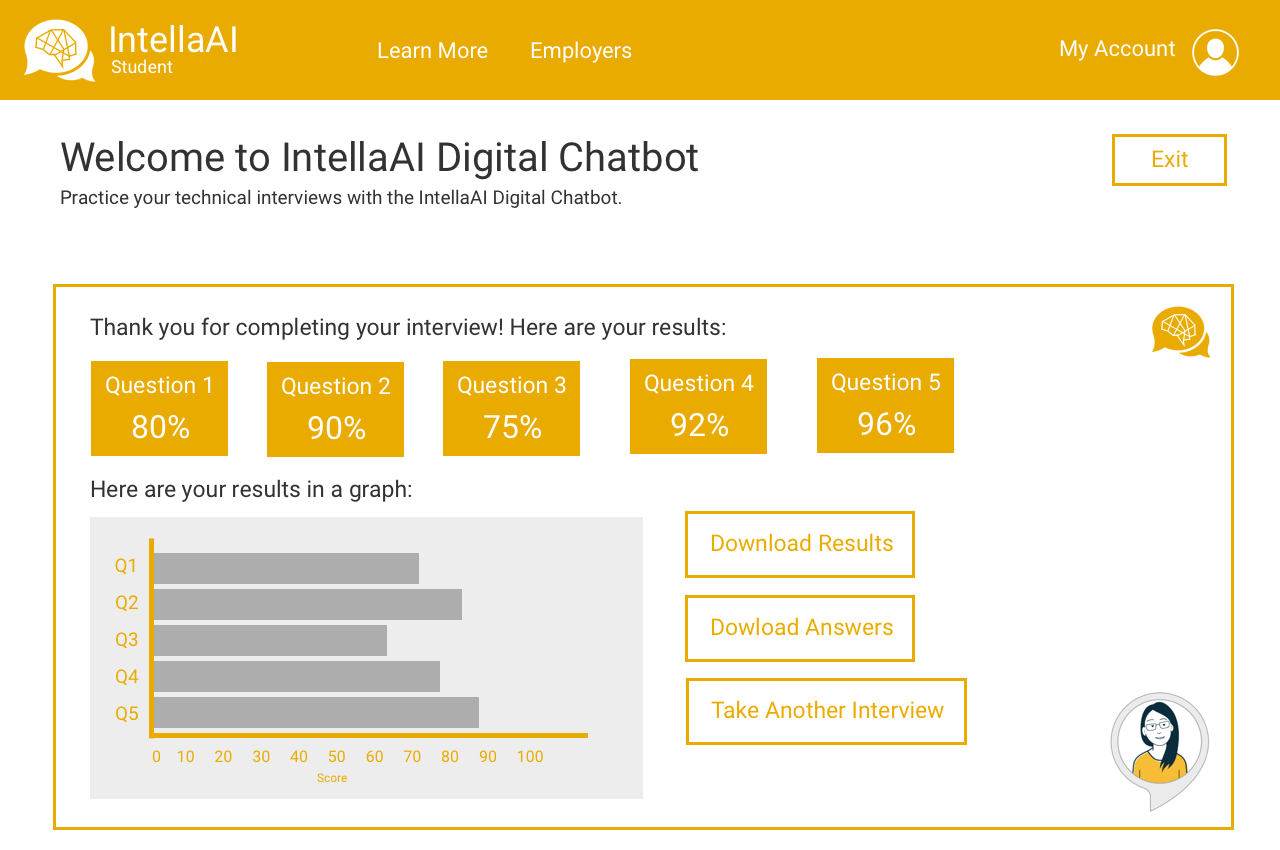 IntellaAI
Student
Learn More
Employers
My Account
Welcome to IntellaAI Digital Chatbot
Exit
Practice your technical interviews with the IntellaAI Digital Chatbot.
Thank you for completing your interview! Here are your results:
Question 1
80%
Question 2
90%
Question 3
75%
Question 4
92%
Question 5
96%
Here are your results in a graph:
Q1
Q2
Q3
Q4
Q5
0 10 20 30 40 50 60 70 80 90 100
Score
Download Results
Dowload Answers
Take Another Interview